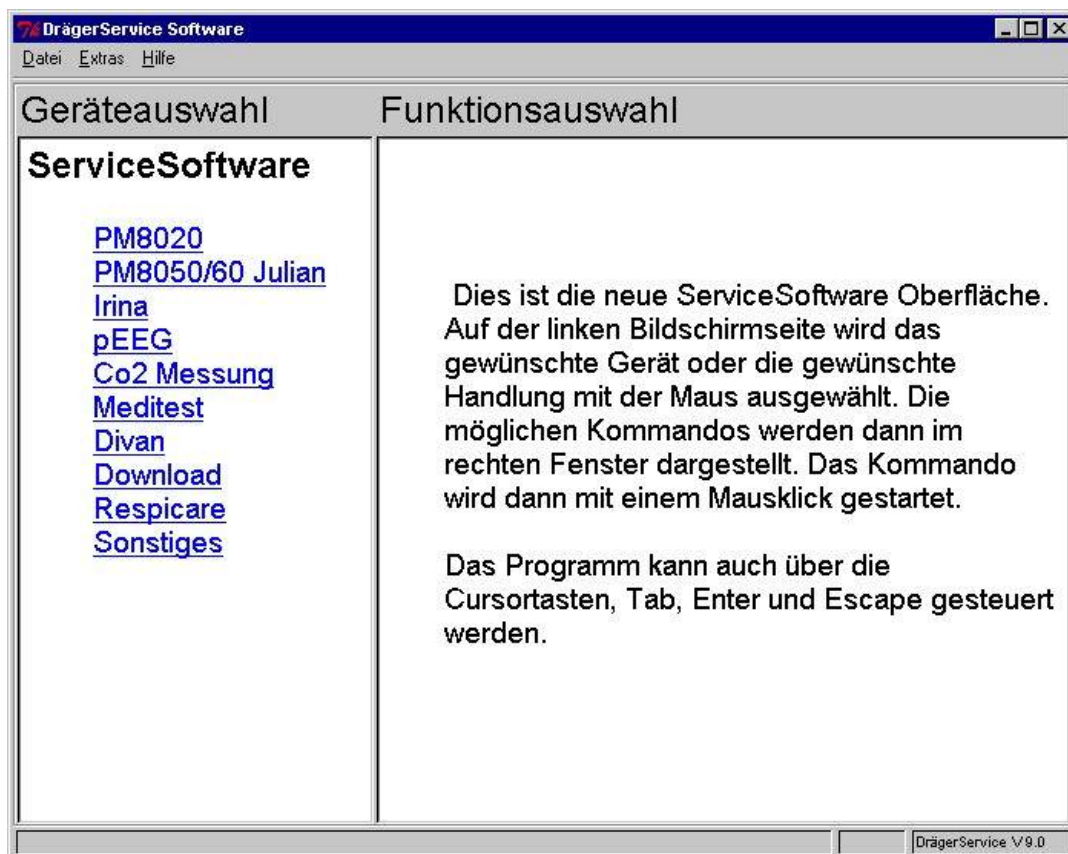 DrägerService Software
Datei Extras Hilfe
Geräteauswahl
Funktionsauswahl
ServiceSoftware
PM8020
PM8050/60 Julian
Irina
pEEG
Co2 Messung
Meditest
Divan
Download
Respicare
Sonstiges
Dies ist die neue ServiceSoftware Oberfläche.
Auf der linken Bildschirmseite wird das
gewünschte Gerät oder die gewünschte
Handlung mit der Maus ausgewählt. Die
möglichen Kommandos werden dann im
rechten Fenster dargestellt. Das Kommando
wird dann mit einem Mausklick gestartet.
Das Programm kann auch über die
Cursortasten, Tab, Enter und Escape gesteuert
werden.
DrägerService V9.0